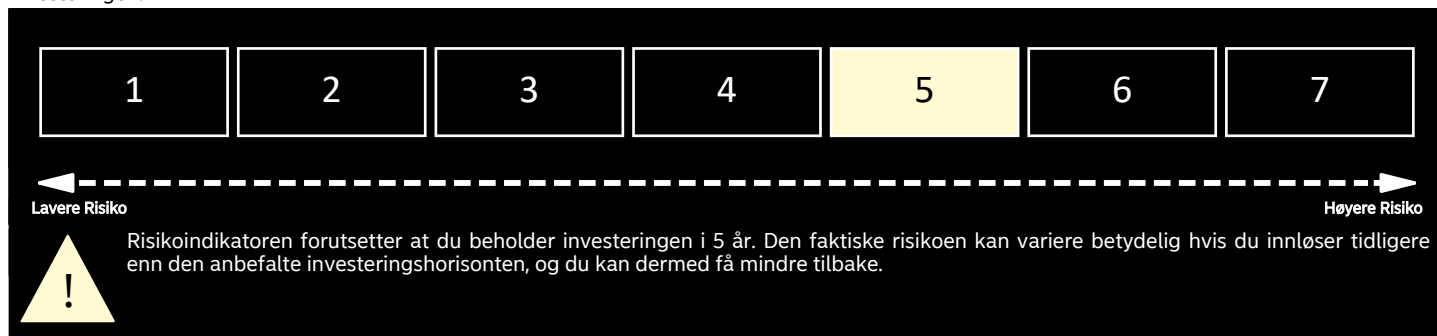 1 2 3 4 5 6 7
Lavere Risiko Høyere Risiko
Risikoindikatoren forutsetter at du beholder investeringen i 5 år. Den faktiske risikoen kan variere betydelig hvis du innløser tidligere
enn den anbefalte investeringshorisonten, og du kan dermed få mindre tilbake.
!